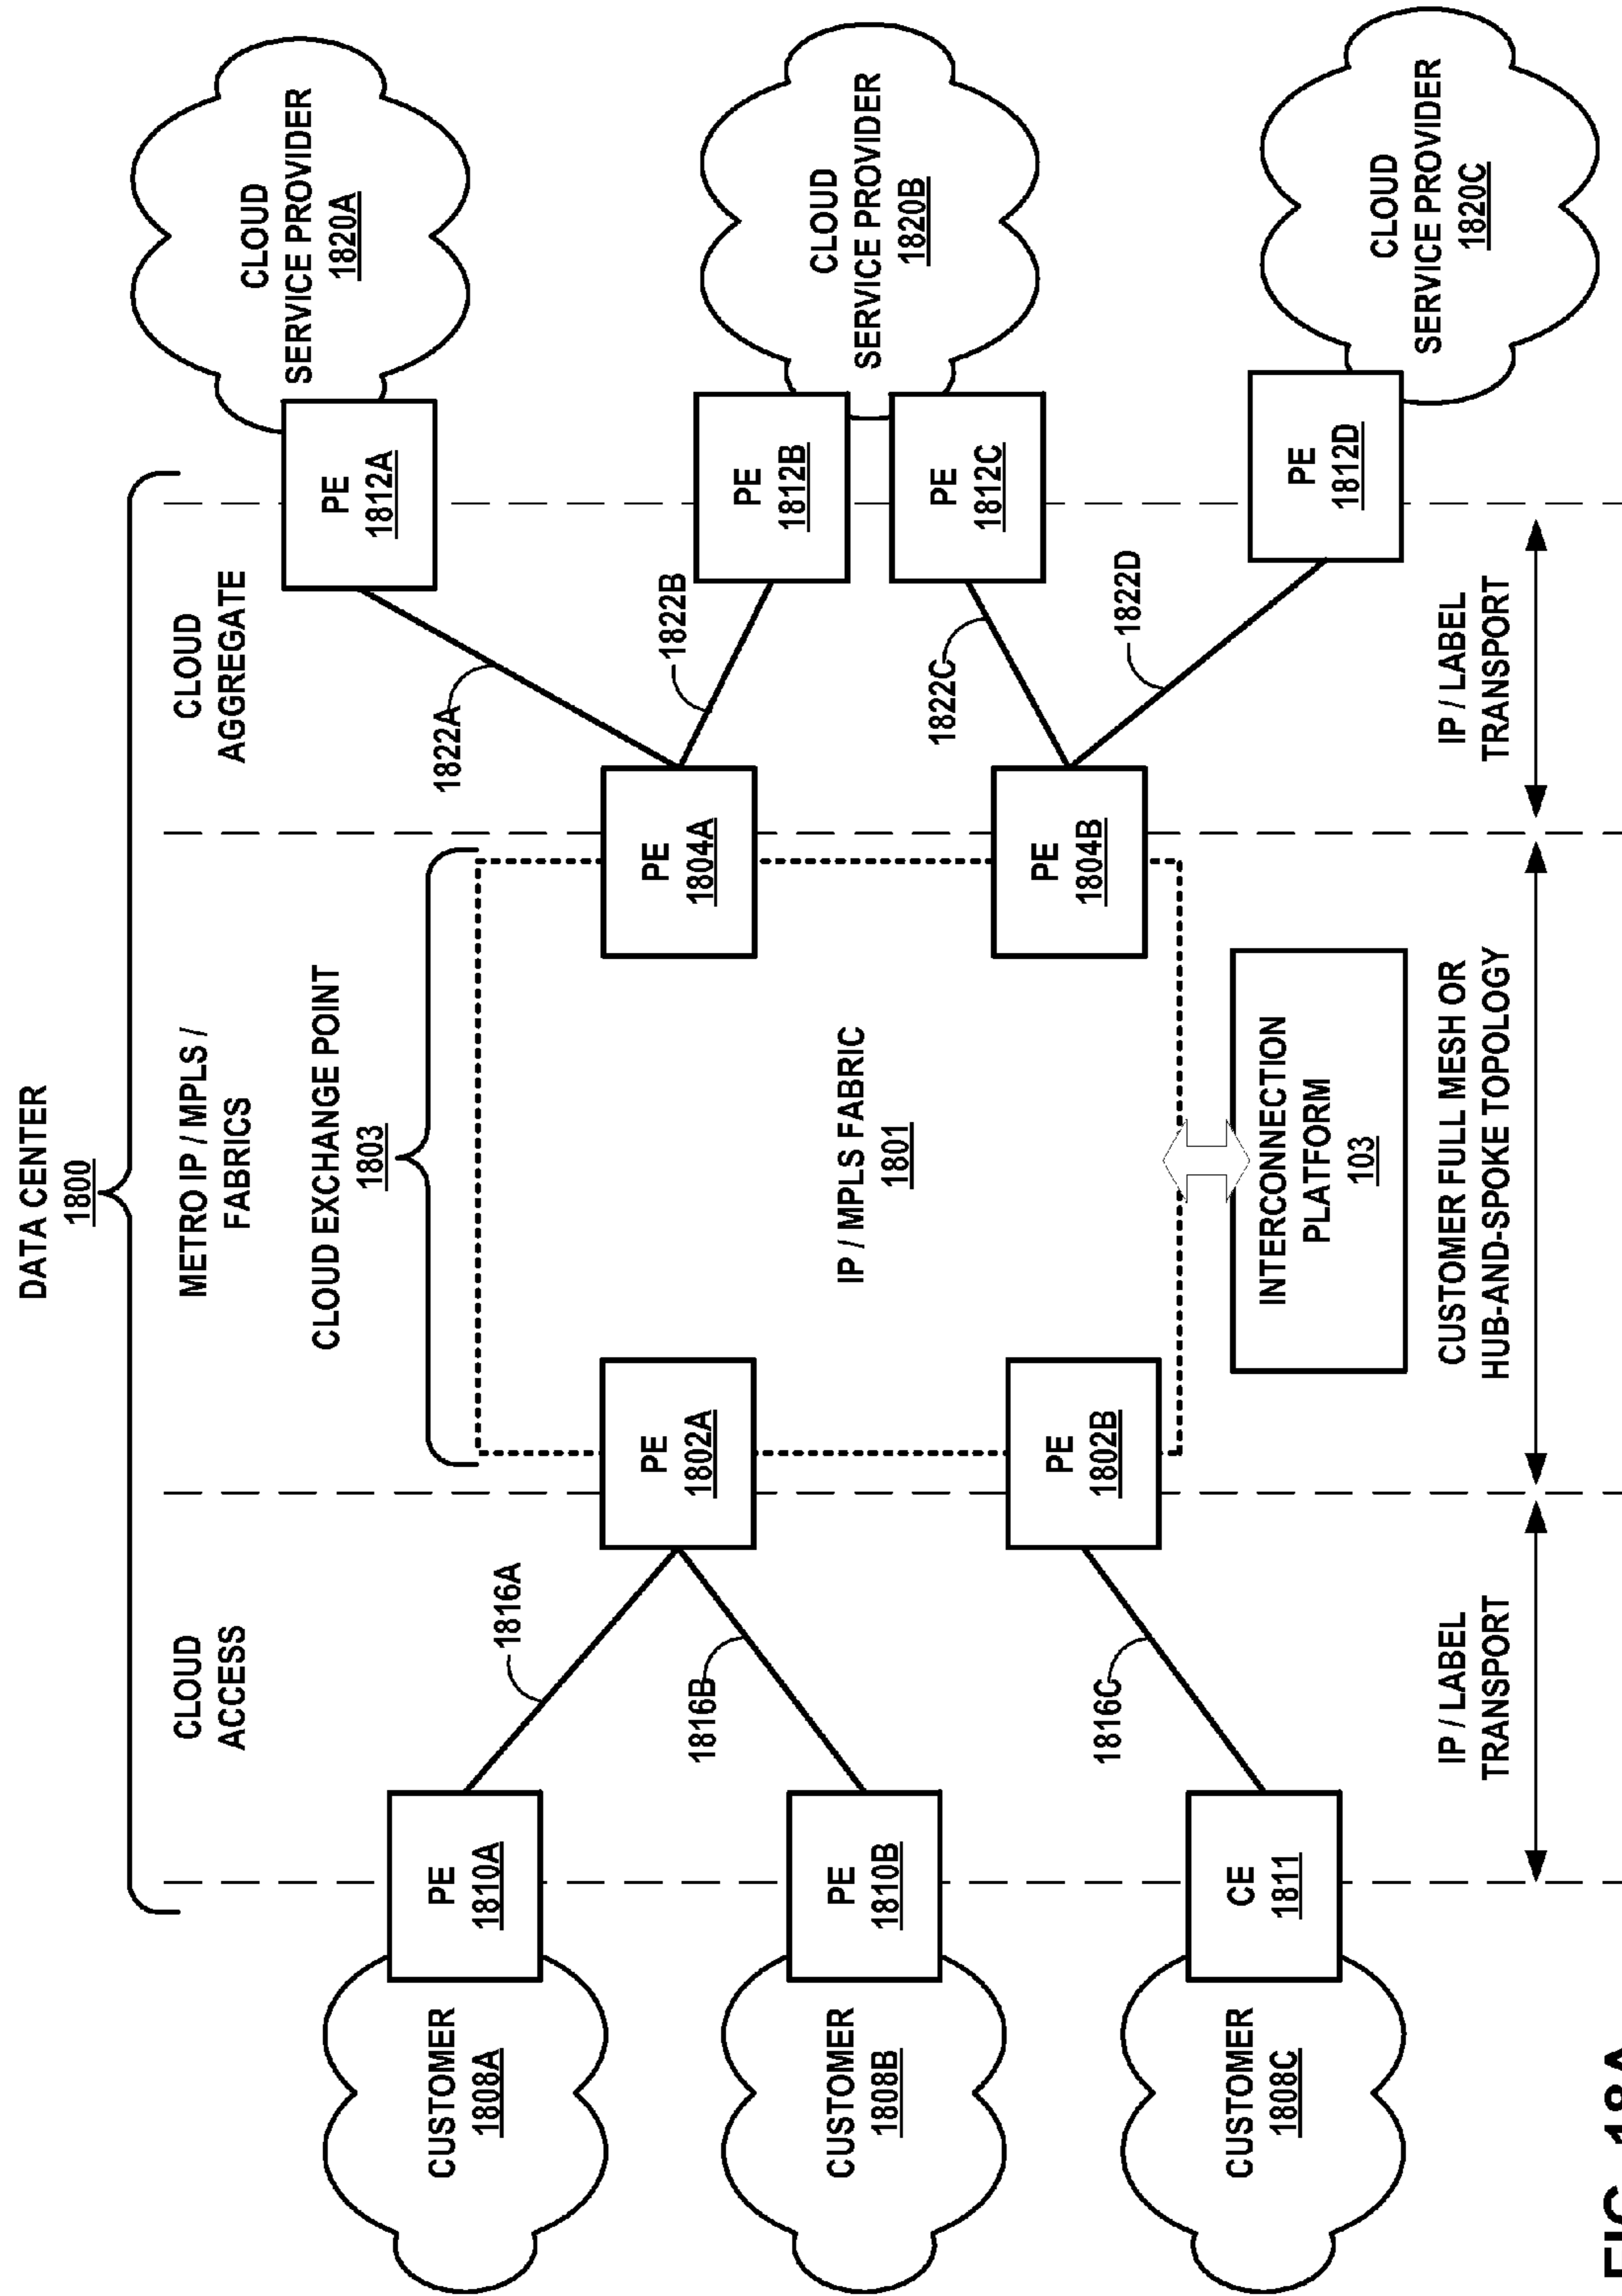 DATA CENTER
1800
CLOUD
ACCESS
METRO IP / MPLS /
FABRICS
CLOUD
AGGREGATE
CLOUD EXCHANGE POINT
1803
CUSTOMER
1808A
PE
1810A
1816A
PE
1802A
PE
1804A
1822A
PE
1812A
CLOUD
SERVICE PROVIDER
1820A
CUSTOMER
1808B
PE
1810B
1816B
IP / MPLS FABRIC
1801
1822B
PE
1812B
CLOUD
SERVICE PROVIDER
1820B
PE
1812C
1822C
CUSTOMER
1808C
CE
1811
1816C
PE
1802B
PE
1804B
1822D
PE
1812D
CLOUD
SERVICE PROVIDER
1820C
INTERCONNECTION
PLATFORM
103
IP / LABEL
TRANSPORT
CUSTOMER FULL MESH OR
HUB-AND-SPOKE TOPOLOGY
IP / LABEL
TRANSPORT
FIG. 18A